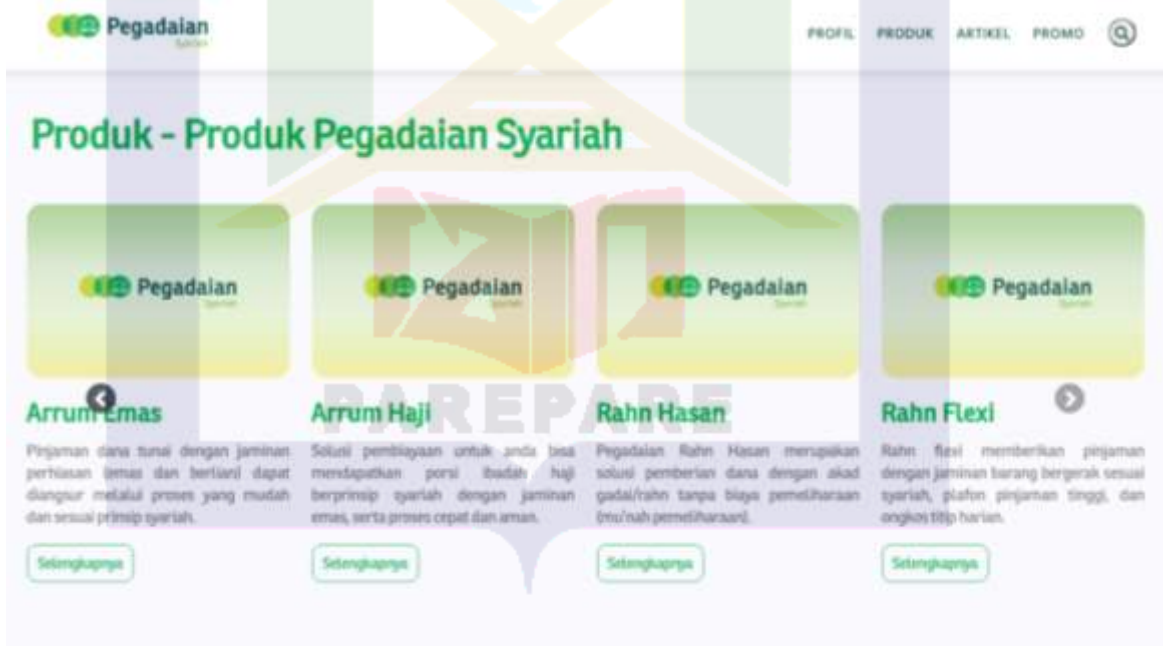 Pegadaian
Syariah
PROFIL PRODUK ARTIKEL PROMO
Produk - Produk Pegadaian Syariah
Pegadaian
Syariah
Pegadaian
Syariah
Pegadaian
Syariah
Pegadaian
Syariah
PAREPARE
Arrum Emas
Pinjaman dana tunai dengan jaminan
perhiasan (emas dan berlian) dapat
diangsur melalui proses yang mudah
dan sesuai prinsip syariah.
Selengkapnya
Arrum Haji
Solusi pembiayaan untuk anda bisa
mendapatkan porsi ibadah haji
berprinsip syariah dengan jaminan
emas, serta proses cepat dan aman.
Selengkapnya
Rahn Hasan
Pegadaian Rahn Hasan merupakan
solusi pemberian dana dengan akad
gadai/rahn tanpa biaya pemeliharaan
(mu'nah pemeliharaan).
Selengkapnya
Rahn Flexi
Rahn flexi memberikan pinjaman
dengan jaminan barang bergerak sesuai
syariah, plafon pinjaman tinggi, dan
ongkos titip harian.
Selengkapnya